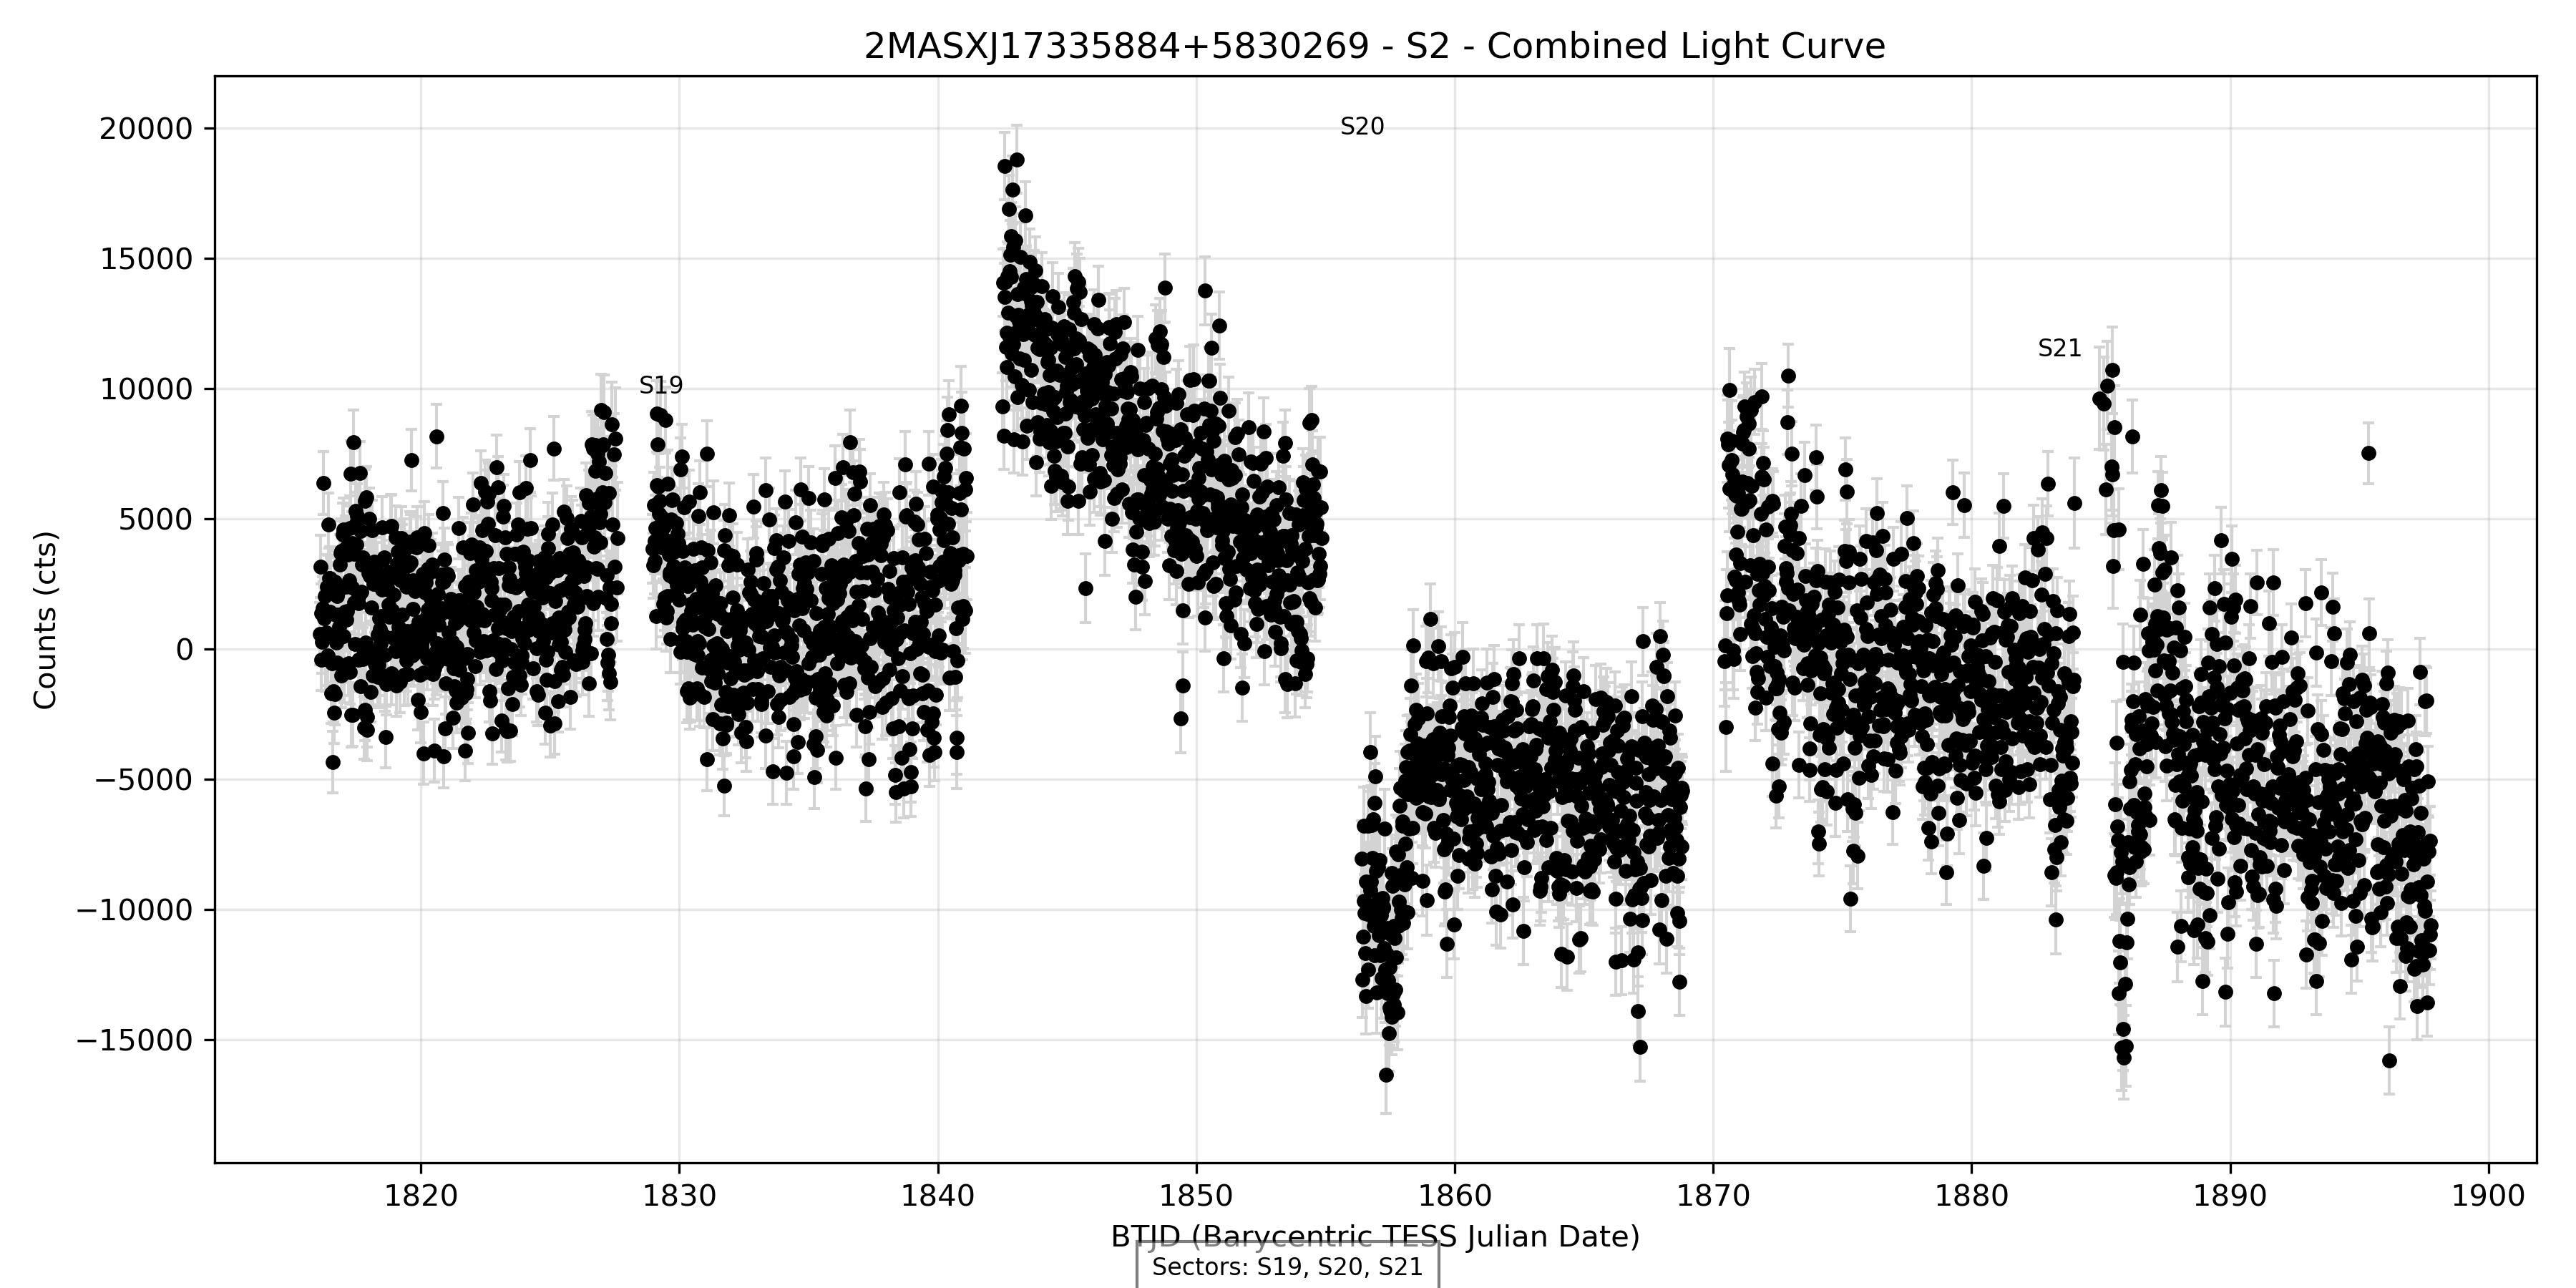 2MASXJ17335884+5830269 - S2 - Combined Light Curve
20000
15000
10000
5000
0
−5000
−10000
−15000
Counts (cts)
S19
S20
S21
1820
1830
1840
1850
1860
1870
1880
1890
1900
BTJD (Barycentric TESS Julian Date)
Sectors: S19, S20, S21